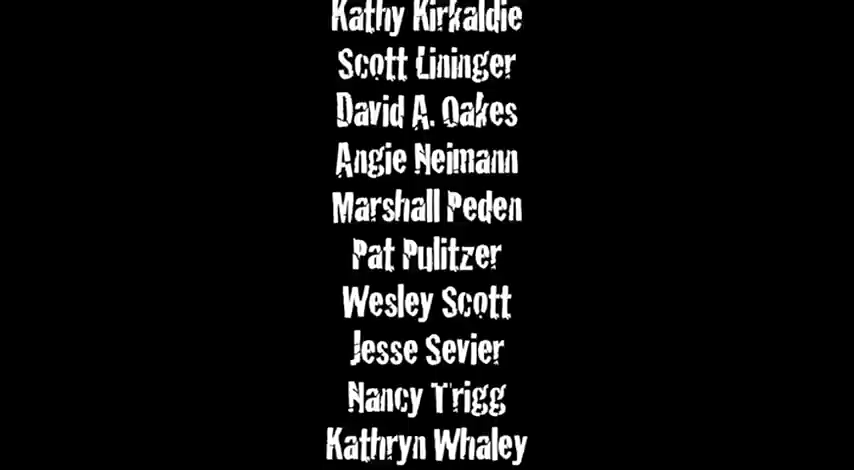 Kathy Kirkaldie
Scott Lininger
David A. Oakes
Angie Neimann
Marshall Peden
Pat Pulitzer
Wesley Scott
Jesse Sevier
Nancy Trigg
Kathryn Whaley